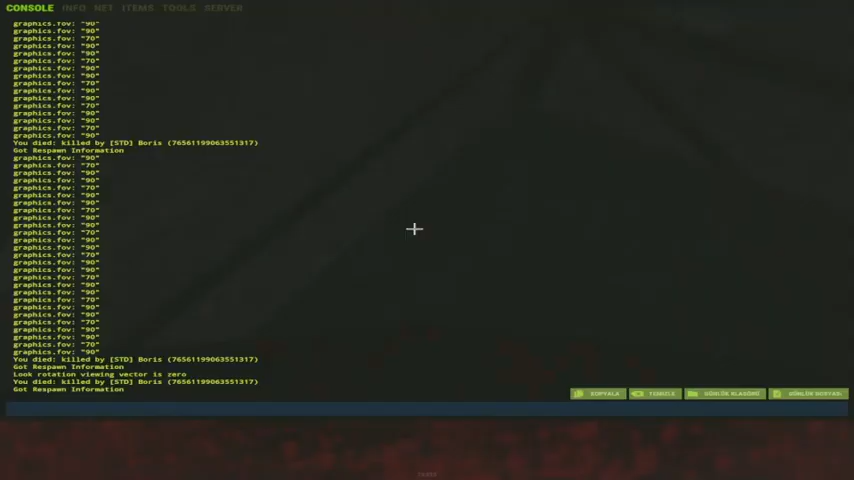 CONSOLE INFO NET ITEMS TOOLS SERVER
graphics.fov: "90"
graphics.fov: "90"
graphics.fov: "70"
graphics.fov: "90"
graphics.fov: "90"
graphics.fov: "70"
graphics.fov: "90"
graphics.fov: "90"
graphics.fov: "70"
graphics.fov: "90"
graphics.fov: "90"
graphics.fov: "70"
graphics.fov: "90"
graphics.fov: "90"
graphics.fov: "70"
graphics.fov: "90"
You died: killed by [STD] Boris (76561199063551317)
Got Respawn Information
graphics.fov: "90"
graphics.fov: "70"
graphics.fov: "90"
graphics.fov: "90"
graphics.fov: "70"
graphics.fov: "90"
graphics.fov: "90"
graphics.fov: "70"
graphics.fov: "90"
graphics.fov: "90"
graphics.fov: "70"
graphics.fov: "90"
graphics.fov: "90"
graphics.fov: "70"
graphics.fov: "90"
graphics.fov: "90"
graphics.fov: "70"
graphics.fov: "90"
graphics.fov: "90"
graphics.fov: "70"
graphics.fov: "90"
graphics.fov: "70"
graphics.fov: "90"
graphics.fov: "90"
graphics.fov: "70"
graphics.fov: "90"
You died: killed by [STD] Boris (76561199063551317)
Got Respawn Information
Look rotation viewing vector is zero
You died: killed by [STD] Boris (76561199063551317)
Got Respawn Information
KOPYALA TEMIZLE GÜNLÜK KLASÖRÜ